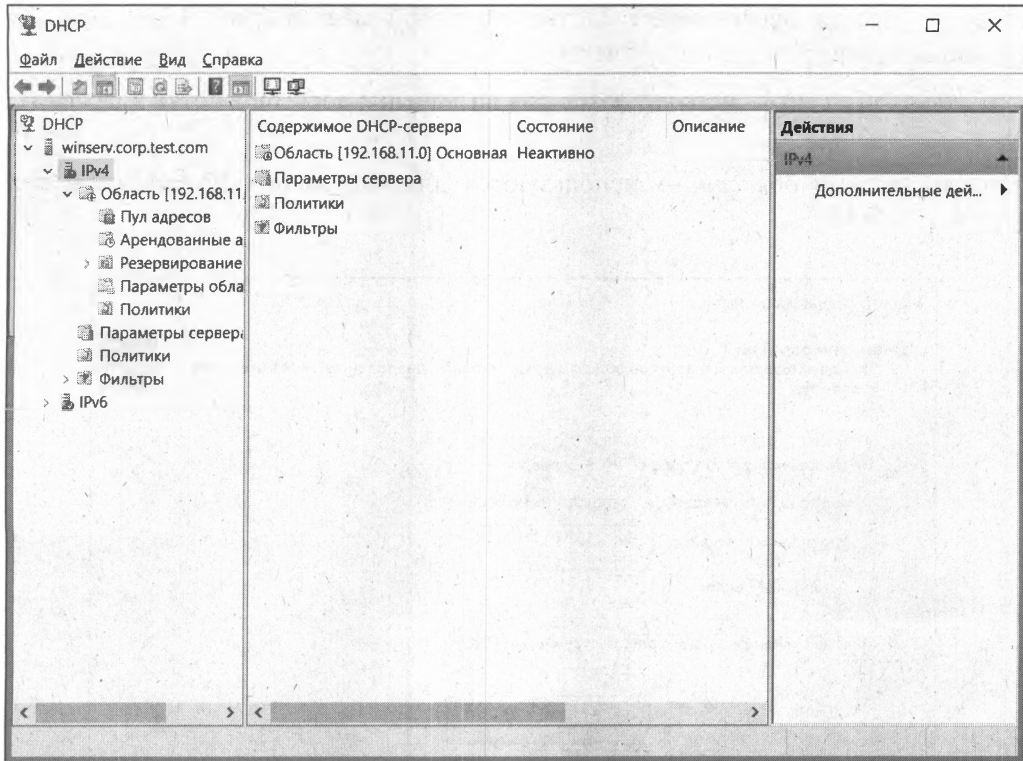 DHCP
Файл Действие Вид Справка
DHCP
winserv.corp.test.com
IPv4
Область [192.168.11
Пул адресов
Арендованные а
Резервирование
Параметры обла
Политики
Параметры сервера
Политики
Фильтры
IPv6
Содержимое DHCP-сервера Состояние Описание
Область [192.168.11.0] Основная Неактивно
Параметры сервера
Политики
Фильтры
Действия
IPv4
Дополнительные дей...